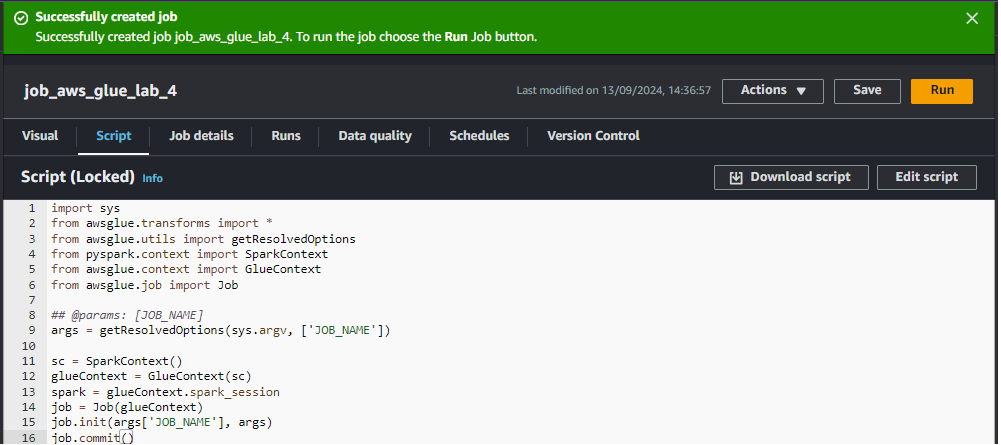 Successfully created job
Successfully created job job_aws_glue_lab_4. To run the job choose the Run Job button.
job_aws_glue_lab_4
Last modified on 13/09/2024, 14:36:57
Actions
Save
Run
Visual
Script
Job details
Runs
Data quality
Schedules
Version Control
Script (Locked) Info
Download script
Edit script
1 import sys
2 from awsglue.transforms import *
3 from awsglue.utils import getResolvedOptions
4 from pyspark.context import SparkContext
5 from awsglue.context import GlueContext
6 from awsglue.job import Job
7
8 ## @params: [JOB_NAME]
9 args = getResolvedOptions(sys.argv, ['JOB_NAME'])
10
11 sc = SparkContext()
12 glueContext = GlueContext(sc)
13 spark = glueContext.spark_session
14 job = Job(glueContext)
15 job.init(args['JOB_NAME'], args)
16 job.commit()